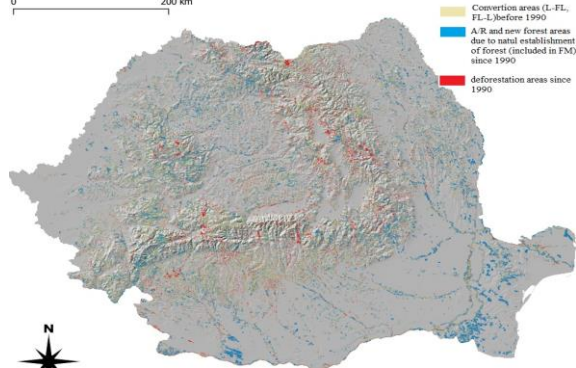 0
200 km
Convertion areas (L-FL,
FL-L)before 1990
A/R and new forest areas
due to natul establishment
of forest (included in FM)
since 1990
deforestation areas since
1990
N